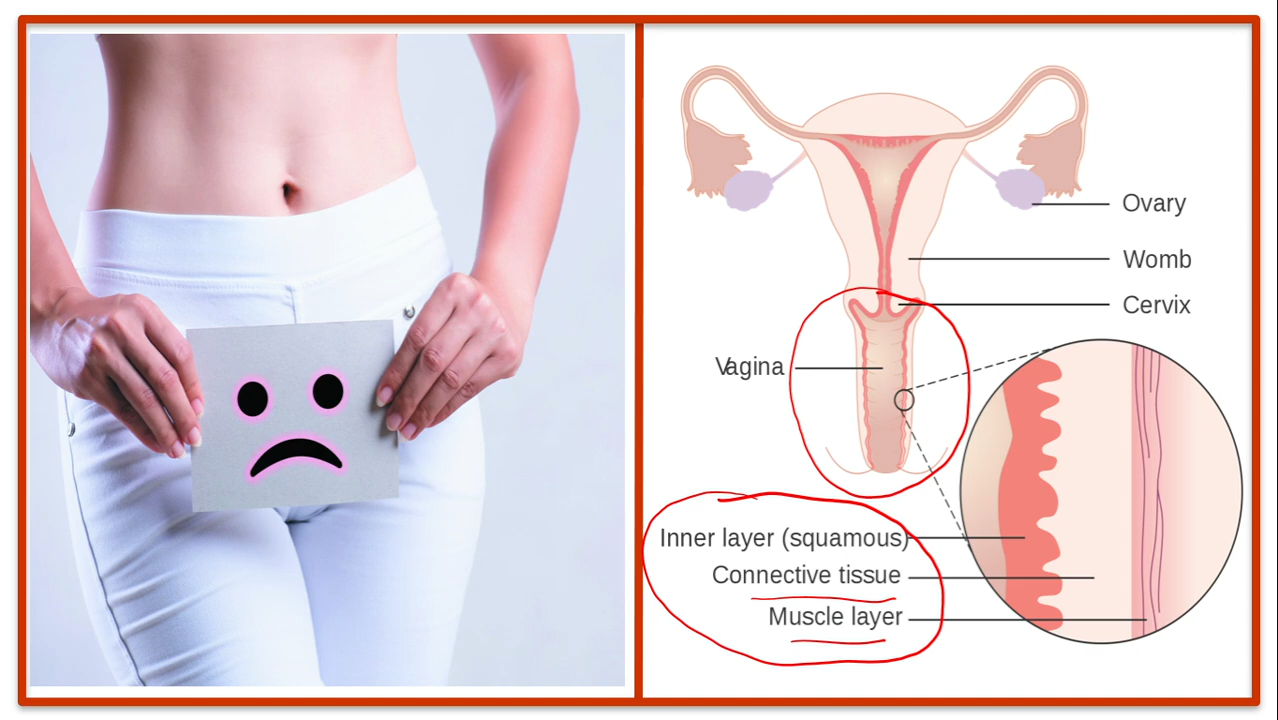 Ovary
Womb
Cervix
Vagina
Inner layer (squamous)
Connective tissue
Muscle layer